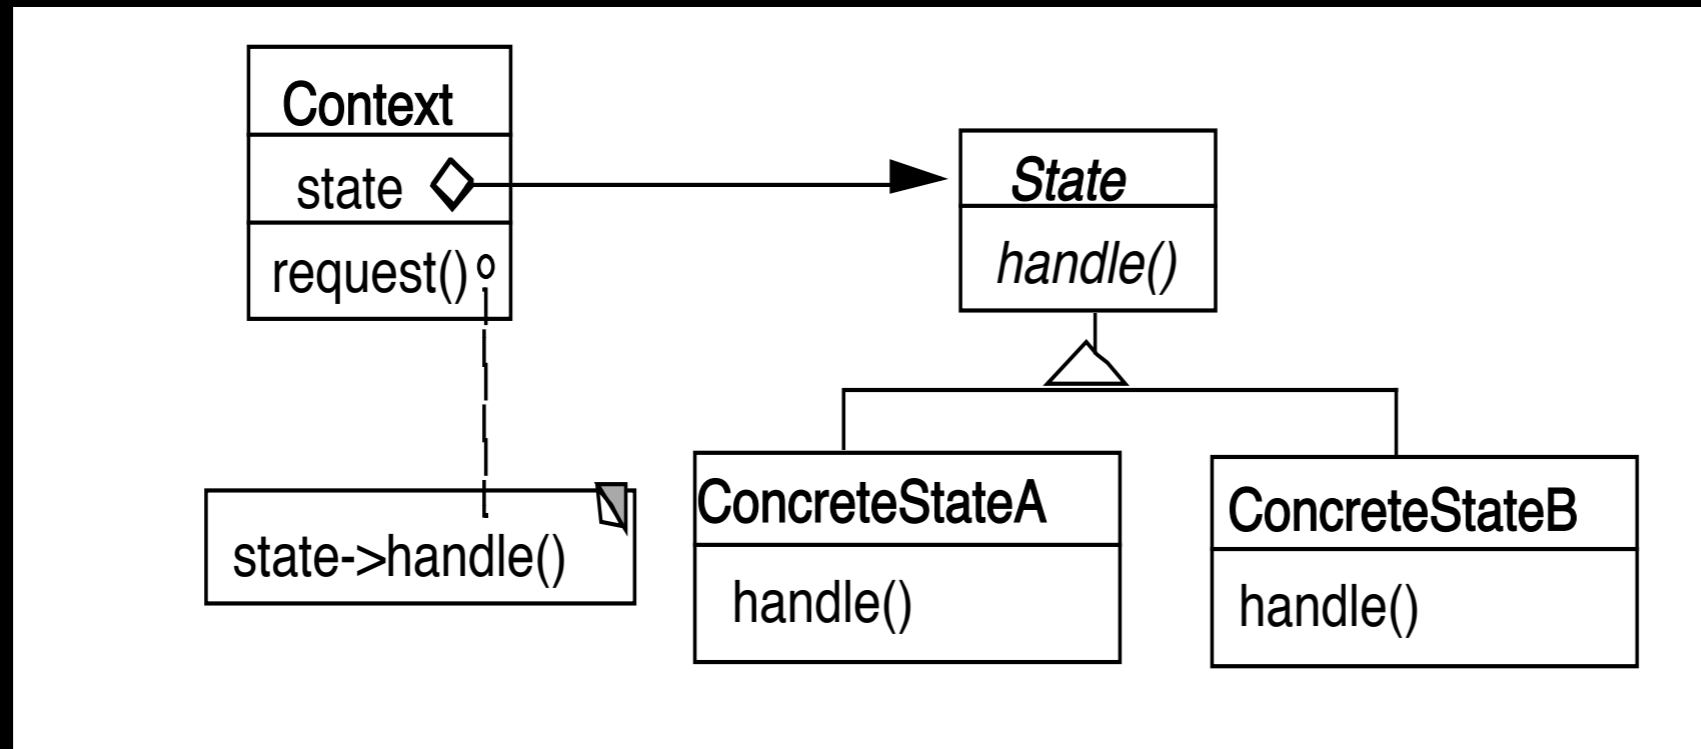 Context
state
request()
state->handle()
State
handle()
ConcreteStateA
handle()
ConcreteStateB
handle()